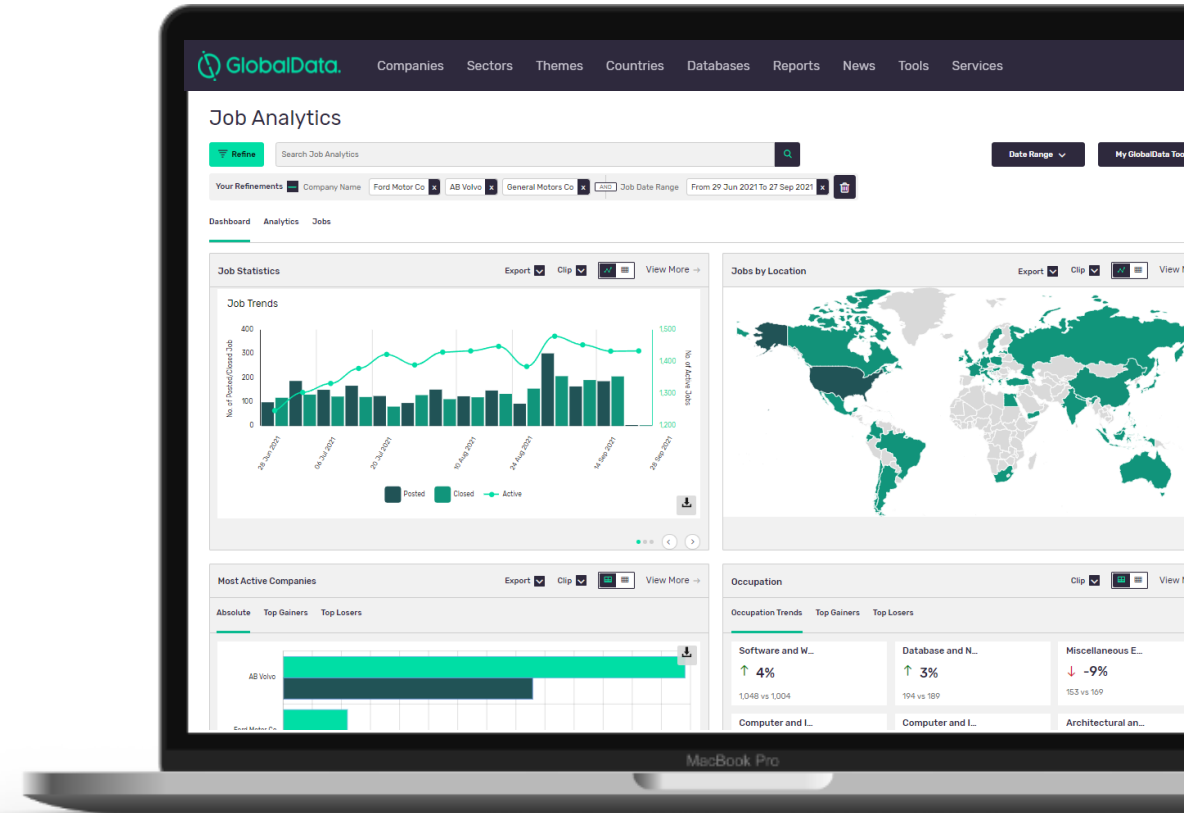 GlobalData.
Companies Sectors Themes Countries Databases Reports News Tools Services
Job Analytics
Refine
Search Job Analytics
Date Range
My GlobalData Too
Your Refinements
Company Name
Ford Motor Co x
AB Volvo x
General Motors Co x
AND
Job Date Range
From 29 Jun 2021 To 27 Sep 2021 x
Dashboard Analytics Jobs
Job Statistics
Export Clip View More
Job Trends
No. of Posted/Closed Job
400
300
200
100
0
1,500
1,400
1,300
1,200
No. of Active Jobs
28 Jun 2021
06 Jul 2021
20 Jul 2021
10 Aug 2021
24 Aug 2021
14 Sep 2021
28 Sep 2021
Posted Closed Active
Jobs by Location
Export Clip View M
Most Active Companies
Export Clip View More
Absolute Top Gainers Top Losers
AB Volvo
Ford Motor Co
Occupation
Clip View M
Occupation Trends Top Gainers Top Losers
Software and W...
↑ 4%
1,048 vs 1,004
Database and N...
↑ 3%
194 vs 189
Miscellaneous E...
↓ -9%
153 vs 169
Computer and I...
Computer and I...
Architectural an...
MacBook Pro